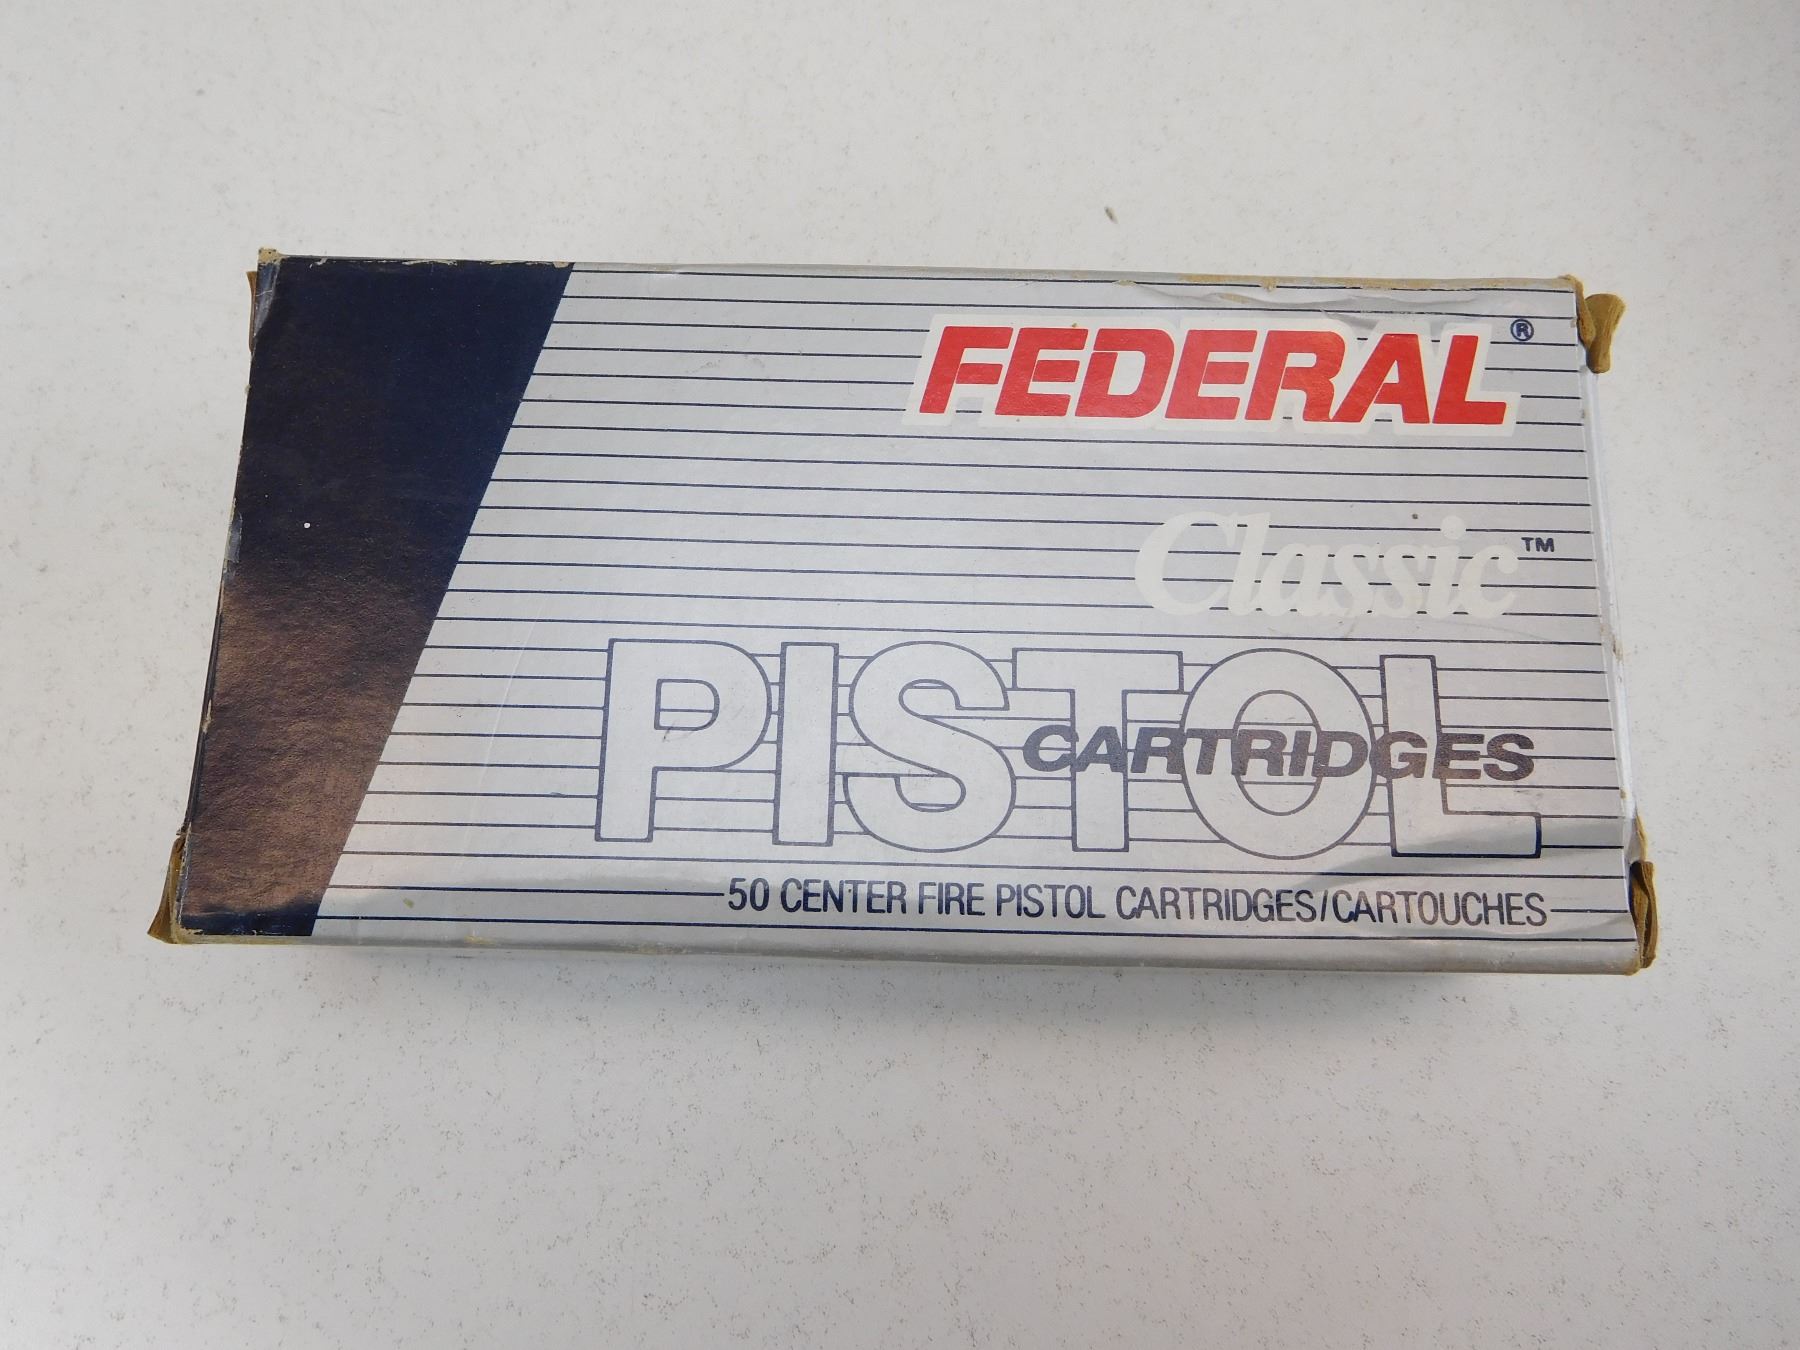 FEDERAL®
Classic™
PISTOL
CARTRIDGES
50 CENTER FIRE PISTOL CARTRIDGES/CARTOUCHES